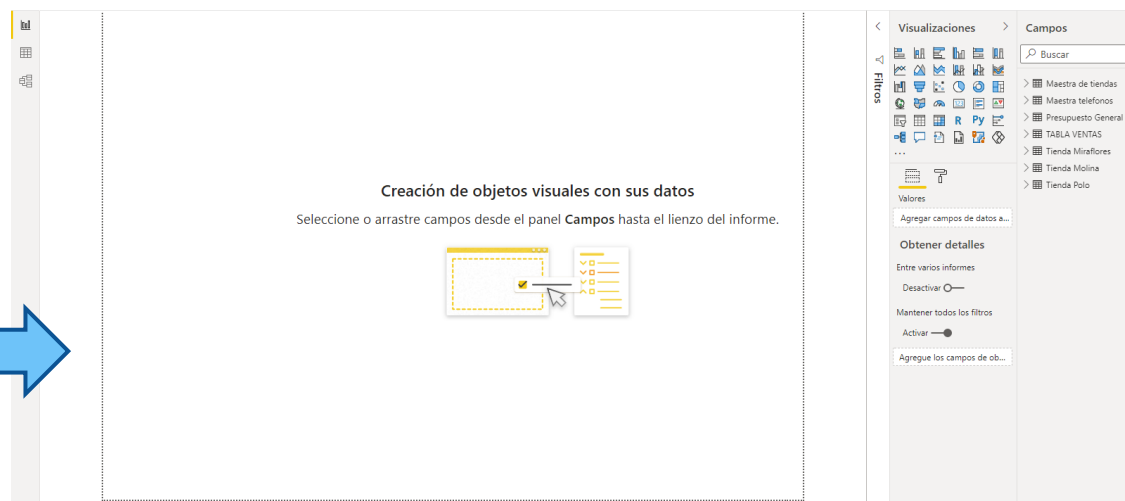 Creación de objetos visuales con sus datos
Seleccione o arrastre campos desde el panel Campos hasta el lienzo del informe.
Filtros
Visualizaciones
R Py
...
Valores
Agregar campos de datos a...
Obtener detalles
Entre varios informes
Desactivar
Mantener todos los filtros
Activar
Agregue los campos de ob...
Campos
Buscar
Maestra de tiendas
Maestra telefonos
Presupuesto General
TABLA VENTAS
Tienda Miraflores
Tienda Molina
Tienda Polo